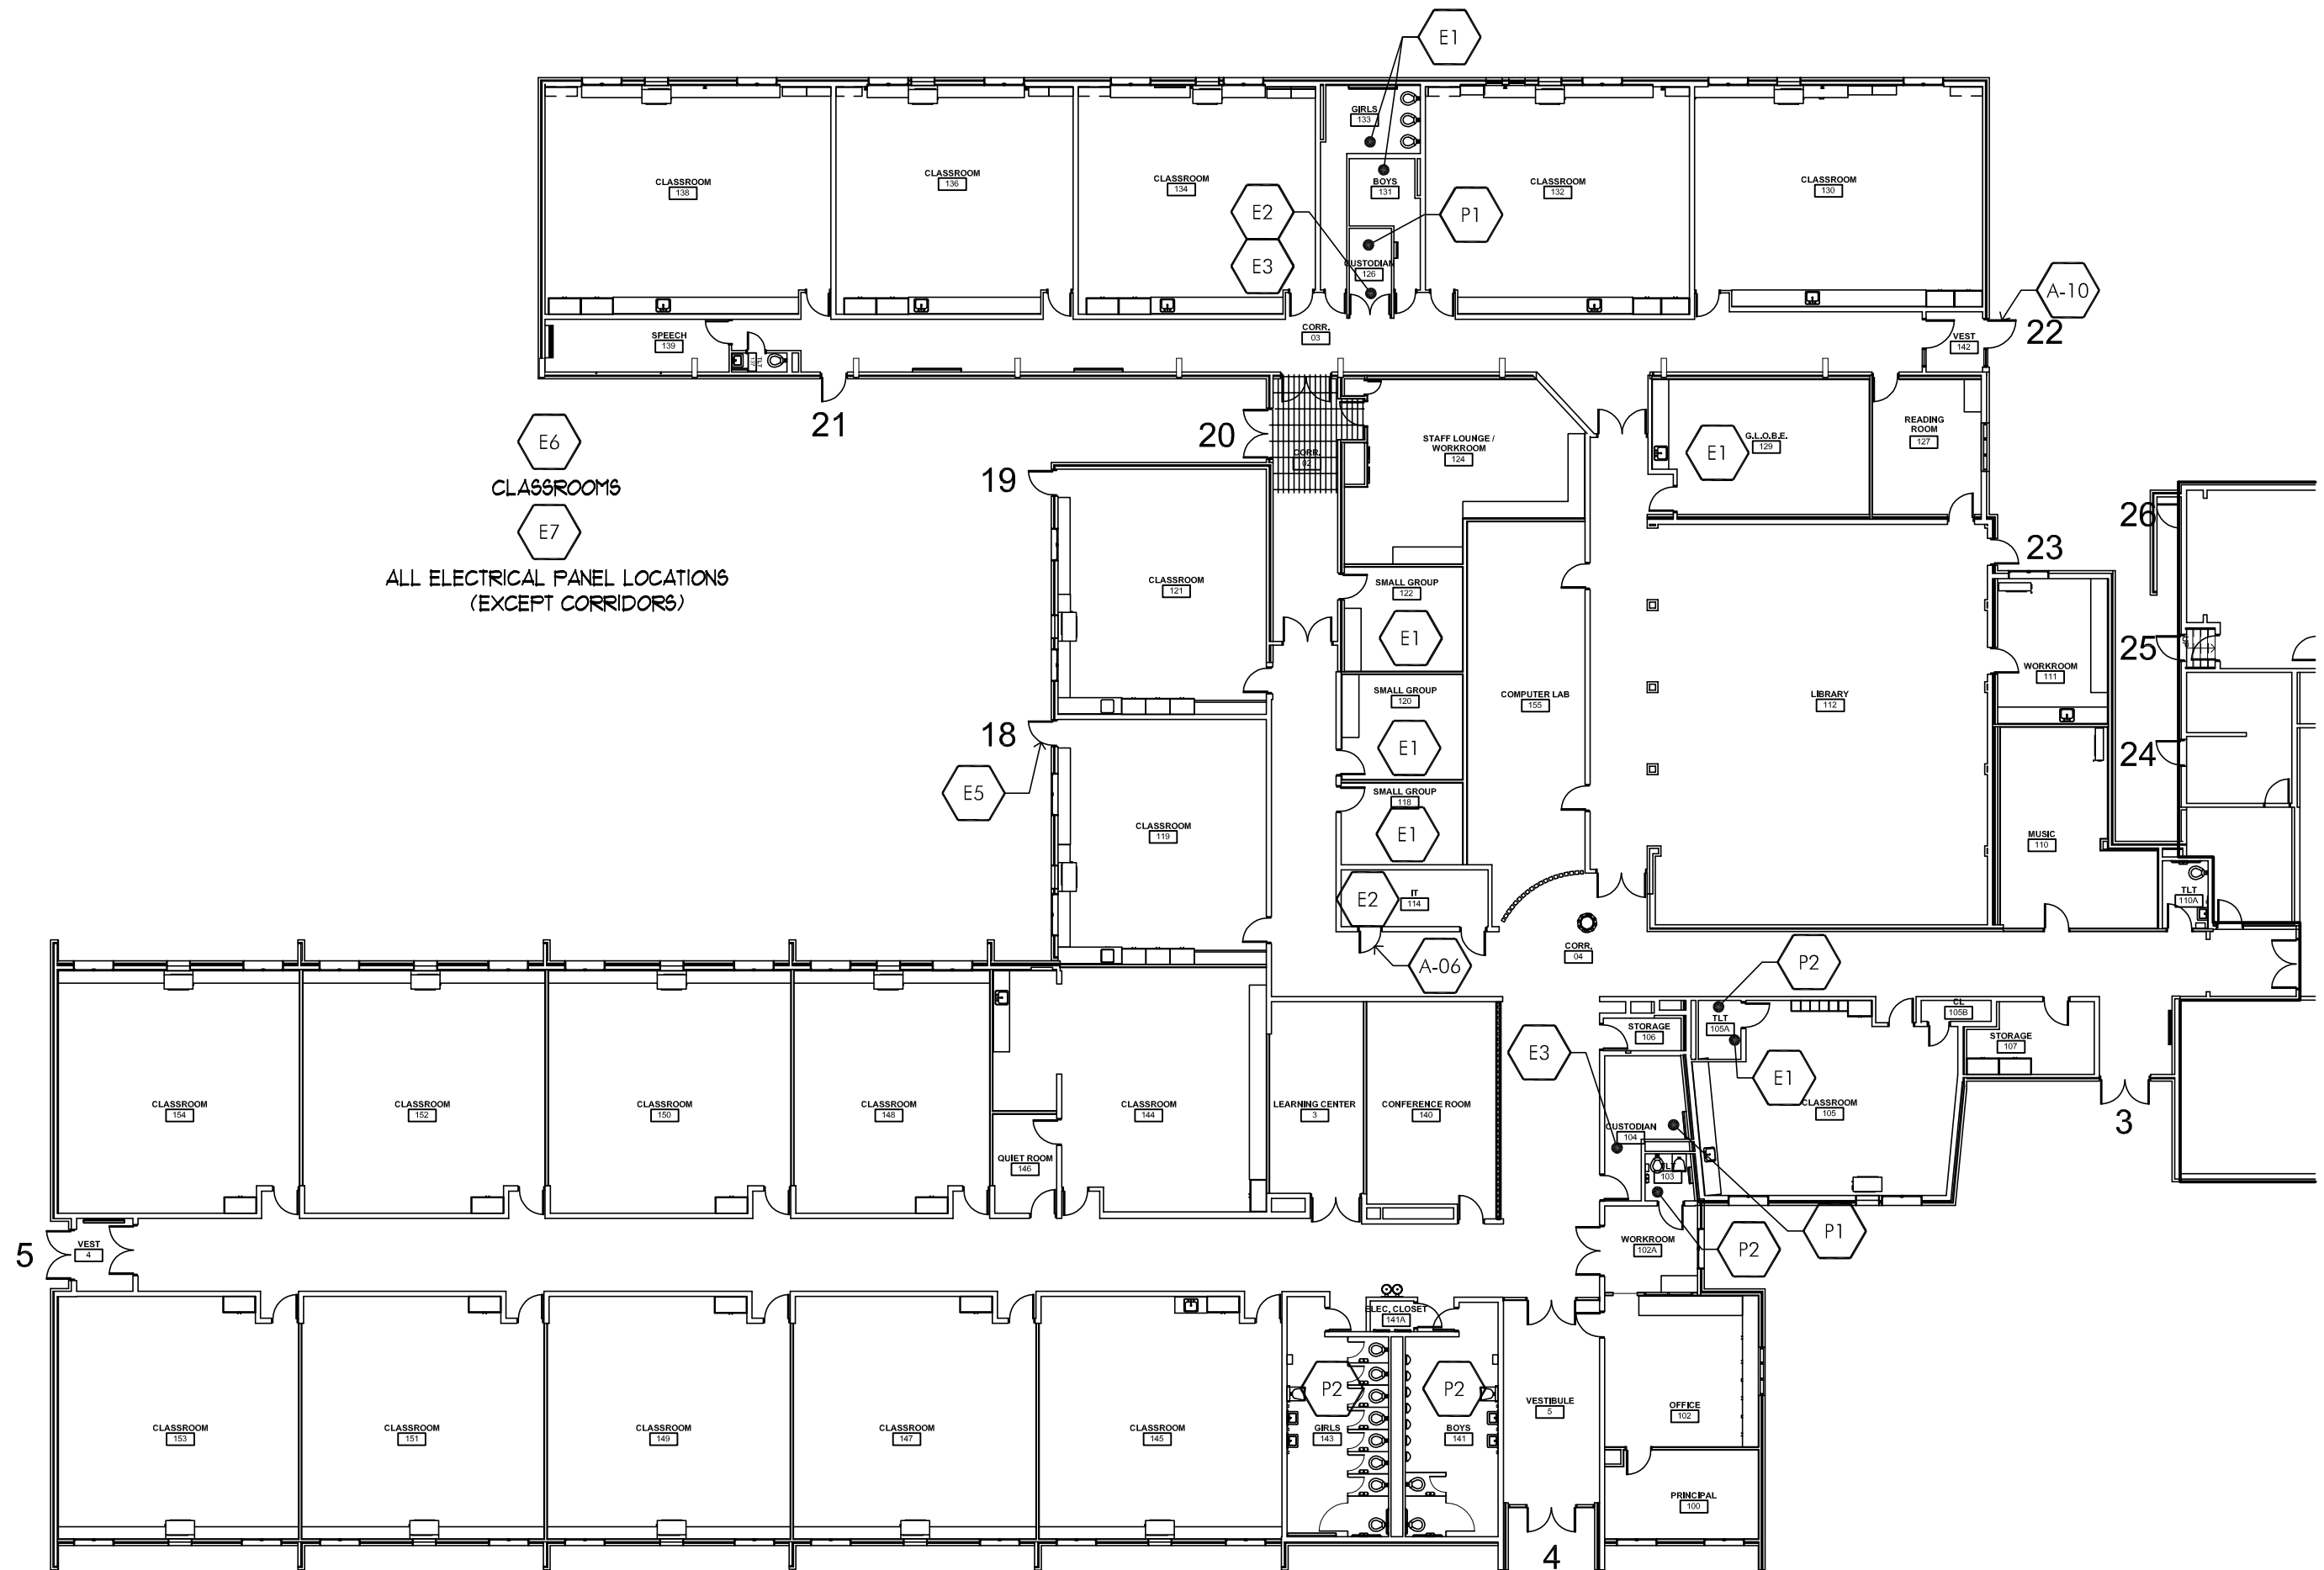 E1
GIRLS
133
CLASSROOM
138
CLASSROOM
136
CLASSROOM
134
BOYS
131
CLASSROOM
132
CLASSROOM
130
E2
P1
E3
CUSTODIAN
126
A-10
SPEECH
139
TLT
CORR.
03
VEST
142
22
21
20
E6
CLASSROOMS
E7
ALL ELECTRICAL PANEL LOCATIONS
(EXCEPT CORRIDORS)
19
CORR.
02
STAFF LOUNGE /
WORKROOM
124
E1
G.L.O.B.E.
129
READING
ROOM
127
26
23
CLASSROOM
121
SMALL GROUP
122
E1
25
WORKROOM
111
SMALL GROUP
120
E1
COMPUTER LAB
155
LIBRARY
112
18
24
E5
SMALL GROUP
118
E1
CLASSROOM
119
MUSIC
110
E2
IT
114
TLT
110A
A-06
CORR.
04
P2
TLT
105A
CL
105B
STORAGE
106
STORAGE
107
E3
E1
CLASSROOM
154
CLASSROOM
152
CLASSROOM
150
CLASSROOM
148
CLASSROOM
144
LEARNING CENTER
3
CONFERENCE ROOM
140
CLASSROOM
105
3
CUSTODIAN
104
QUIET ROOM
146
TLT
103
5
VEST
4
WORKROOM
102A
P2
P1
ELEC. CLOSET
141A
P2
P2
CLASSROOM
153
CLASSROOM
151
CLASSROOM
149
CLASSROOM
147
CLASSROOM
145
GIRLS
143
BOYS
141
VESTIBULE
5
OFFICE
102
PRINCIPAL
100
4